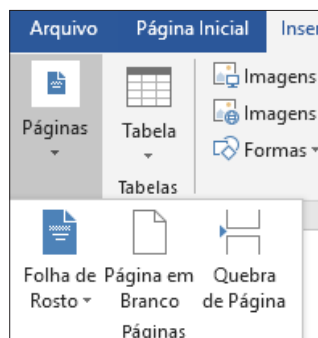 Arquivo Página Inicial Inser
Imagens
Imagens
Páginas Tabela Formas
Tabelas
Folha de Página em Quebra
Rosto Branco de Página
Páginas